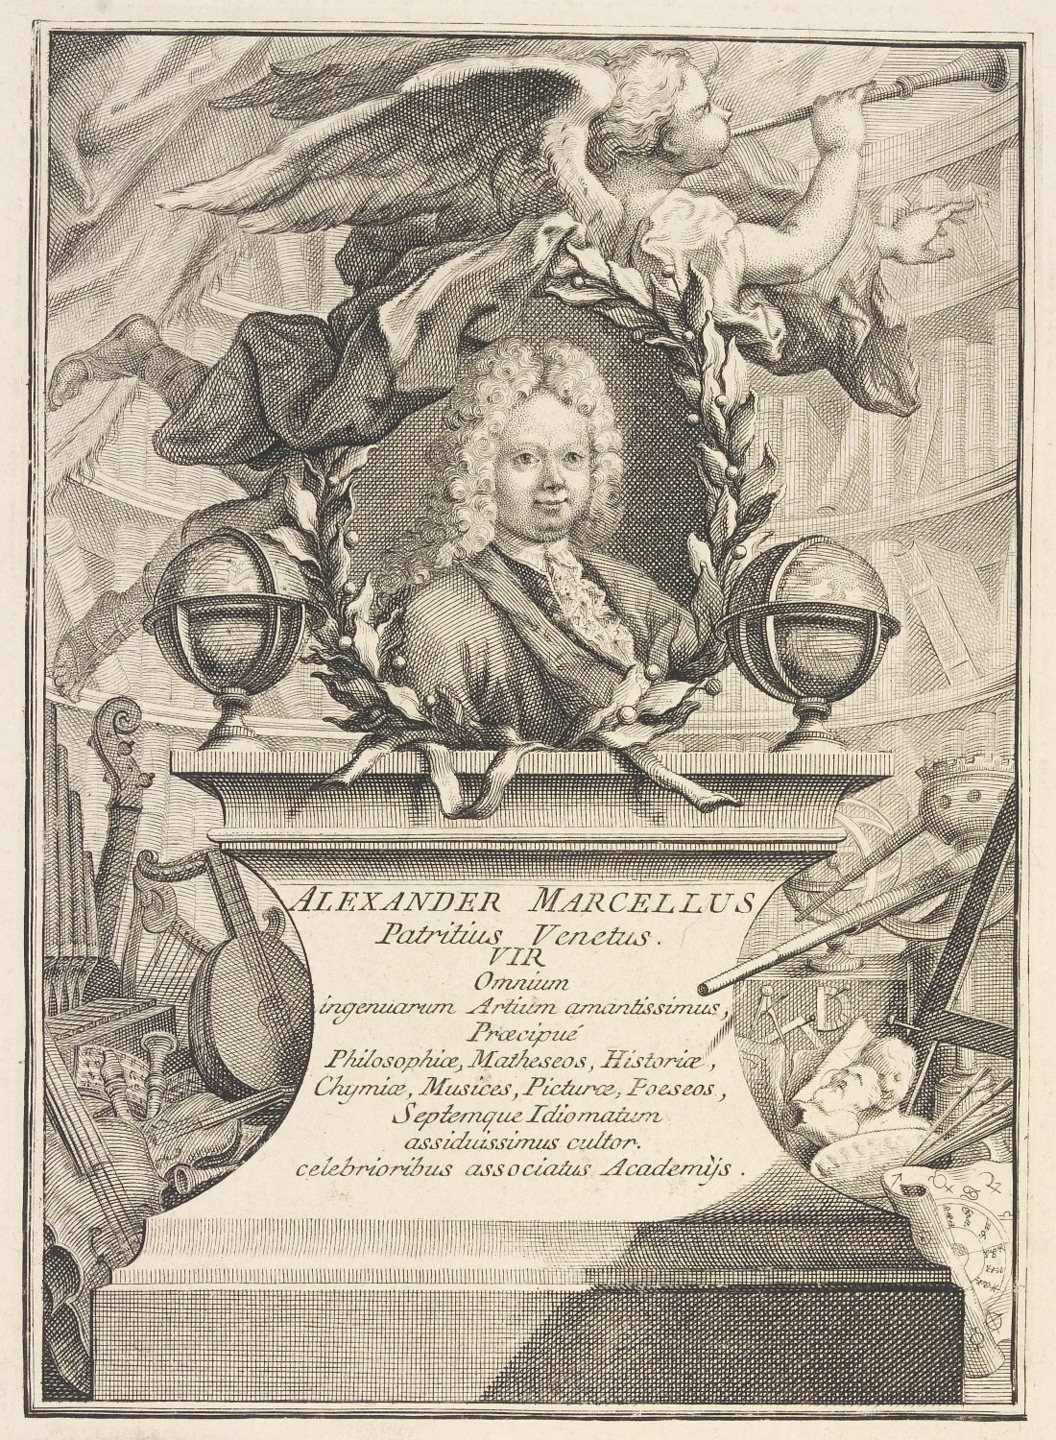 ALEXANDER MARCELLUS
Patritius Venetus.
VIR
Omnium
ingenuarum Artium amantissimus,
Præcipué
Philosophiæ, Matheseos, Historiæ,
Chymiæ, Musices, Picturæ, Poeseos,
Septemque Idiomatum
assiduissimus cultor.
celebrioribus associatus Academijs.